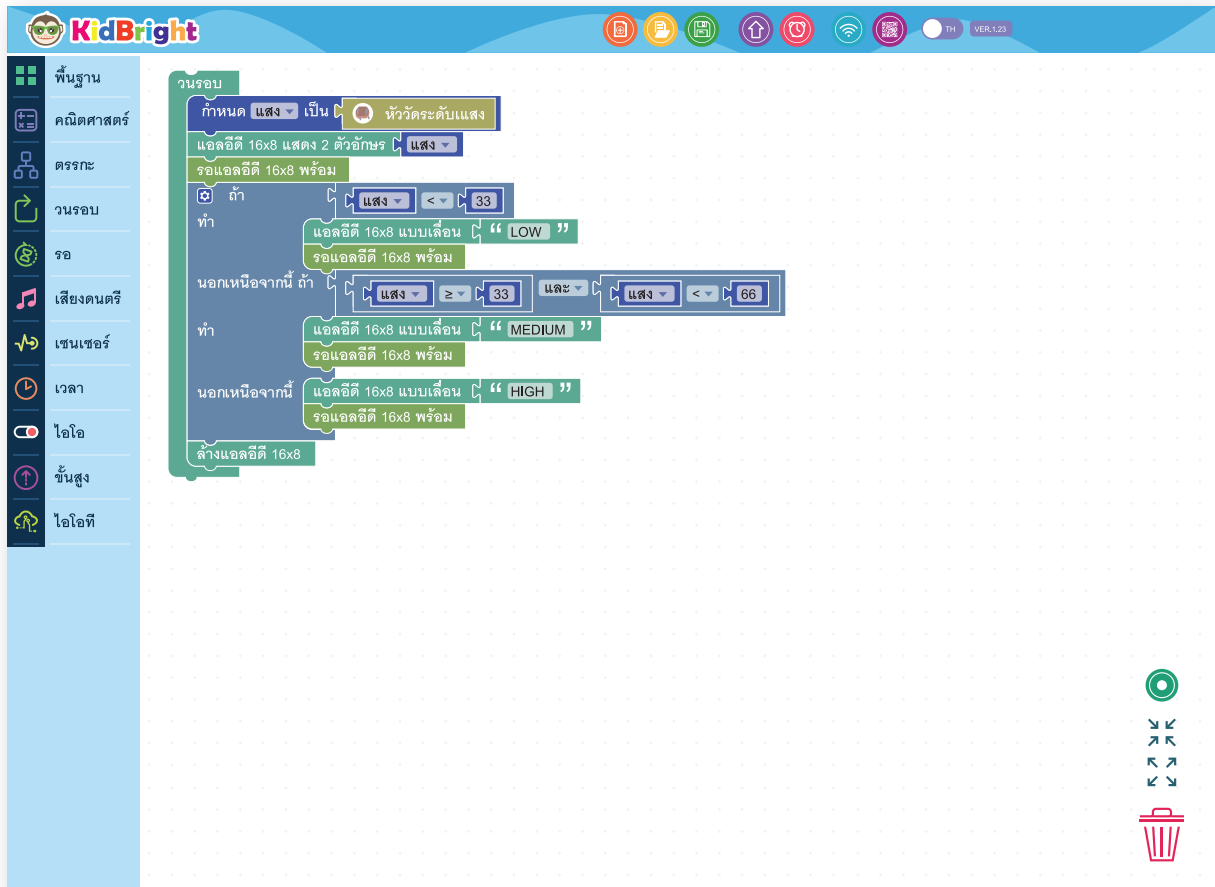 KidBright
TH
VER.1.23
พื้นฐาน
คณิตศาสตร์
ตรรกะ
วนรอบ
รอ
เสียงดนตรี
เซนเซอร์
เวลา
ไอโอ
ขั้นสูง
ไอโอที
วนรอบ
กำหนด แสง เป็น หัววัดระดับแสง
แอลอีดี 16x8 แสดง 2 ตัวอักษร แสง
รอแอลอีดี 16x8 พร้อม
ถ้า แสง < 33
ทำ
แอลอีดี 16x8 แบบเลื่อน “ LOW ”
รอแอลอีดี 16x8 พร้อม
นอกเหนือจากนี้ ถ้า แสง ≥ 33 และ แสง < 66
ทำ แอลอีดี 16x8 แบบเลื่อน “ MEDIUM ”
รอแอลอีดี 16x8 พร้อม
นอกเหนือจากนี้ แอลอีดี 16x8 แบบเลื่อน “ HIGH ”
รอแอลอีดี 16x8 พร้อม
ล้างแอลอีดี 16x8